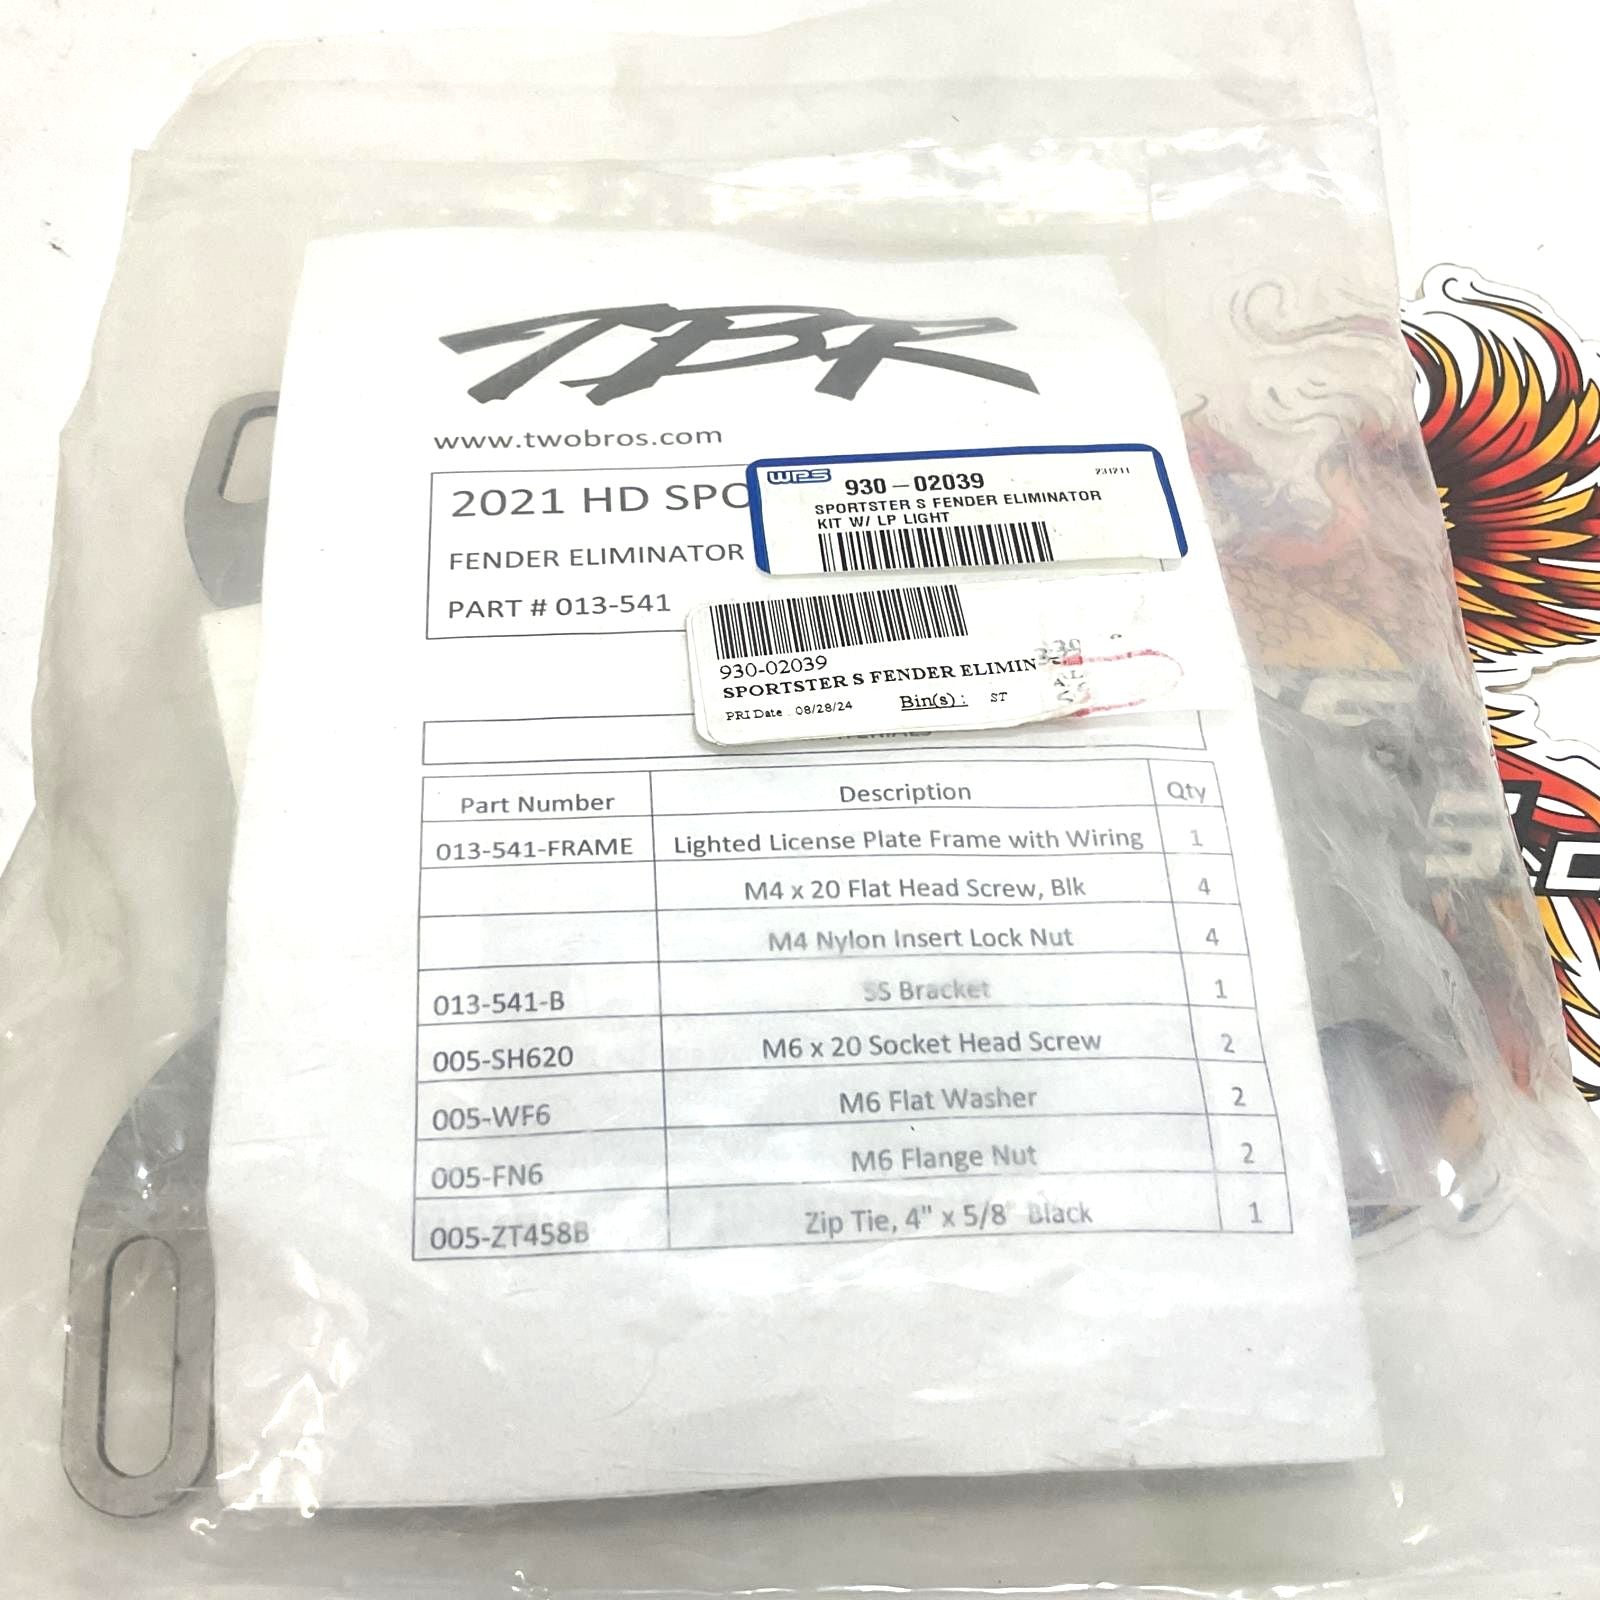 TBR
www.twobros.com
2021 HD SPO
FENDER ELIMINATOR
PART # 013-541
WPS 930-02039 231211
SPORTSTER S FENDER ELIMINATOR
KIT W/ LP LIGHT
930-02039
SPORTSTER S FENDER ELIMIN
PRI Date 08/28/24 Bin(s): ST
Part Number Description Qty
013-541-FRAME Lighted License Plate Frame with Wiring 1
M4 x 20 Flat Head Screw, Blk 4
M4 Nylon Insert Lock Nut 4
013-541-B SS Bracket 1
005-SH620 M6 x 20 Socket Head Screw 2
005-WF6 M6 Flat Washer 2
005-FN6 M6 Flange Nut 2
005-ZT458B Zip Tie, 4" x 5/8" Black 1